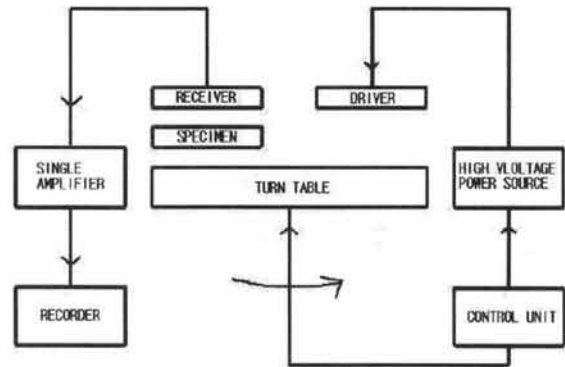 RECEIVER
DRIVER
SPECIMEN
SINGLE
AMPLIFIER
TURN TABLE
HIGH VLOLTAGE
POWER SOURCE
RECORDER
CONTROL UNIT